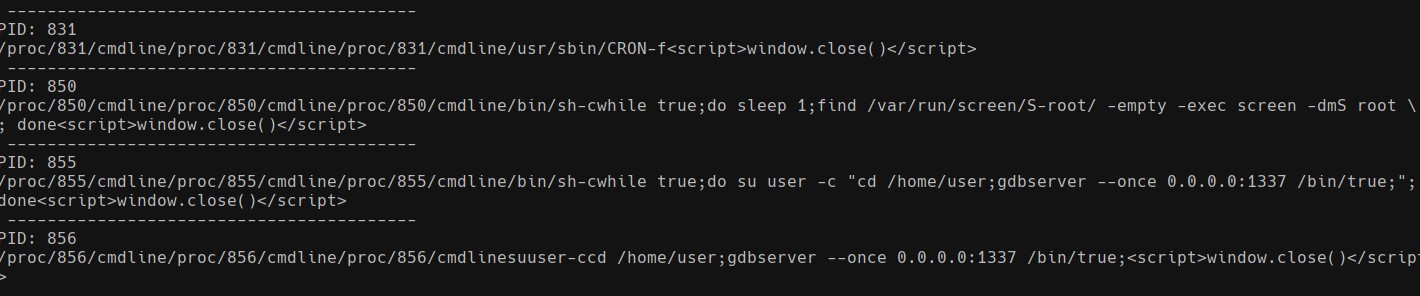 ----------------------------------------
PID: 831
/proc/831/cmdline/proc/831/cmdline/proc/831/cmdline/usr/sbin/CRON-f<script>window.close()</script>
----------------------------------------
PID: 850
/proc/850/cmdline/proc/850/cmdline/proc/850/cmdline/bin/sh-cwhile true;do sleep 1;find /var/run/screen/S-root/ -empty -exec screen -dmS root \
; done<script>window.close()</script>
----------------------------------------
PID: 855
/proc/855/cmdline/proc/855/cmdline/proc/855/cmdline/bin/sh-cwhile true;do su user -c "cd /home/user;gdbserver --once 0.0.0.0:1337 /bin/true;";
done<script>window.close()</script>
----------------------------------------
PID: 856
/proc/856/cmdline/proc/856/cmdline/proc/856/cmdlinesuuser-ccd /home/user;gdbserver --once 0.0.0.0:1337 /bin/true;<script>window.close()</script
>